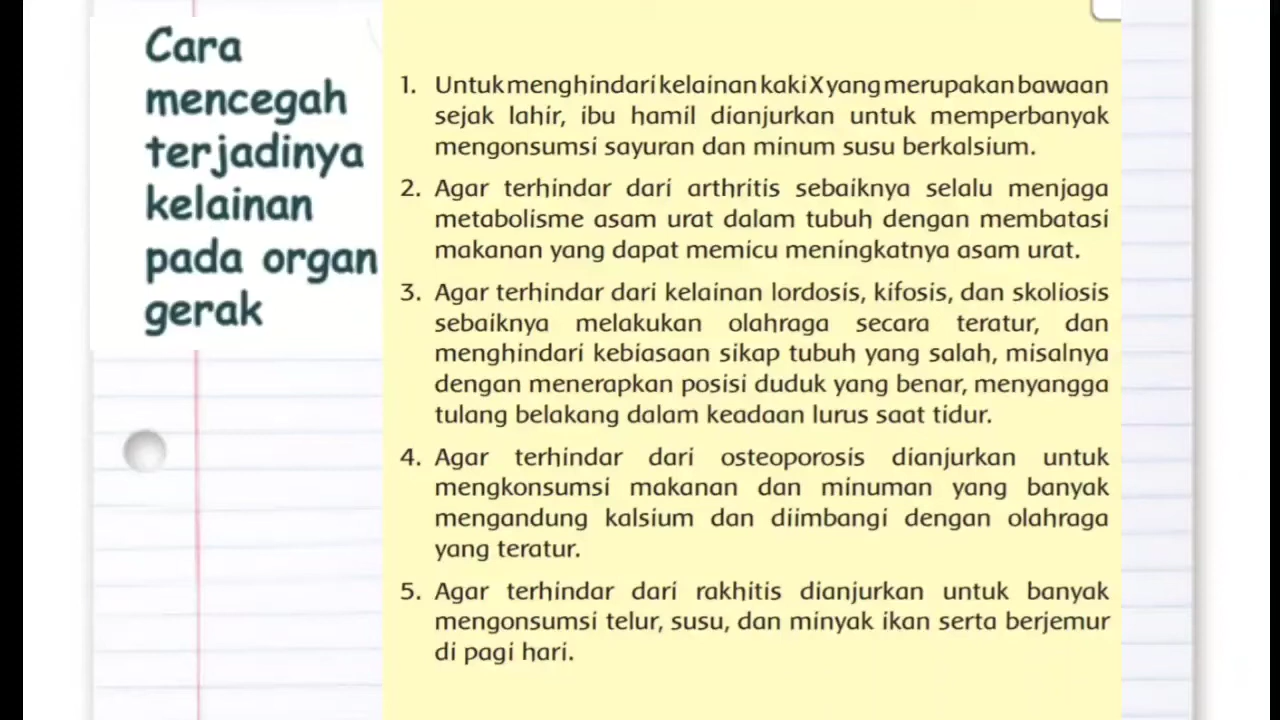 Cara
mencegah
terjadinya
kelainan
pada organ
gerak
1. Untuk menghindari kelainan kaki X yang merupakan bawaan
sejak lahir, ibu hamil dianjurkan untuk memperbanyak
mengonsumsi sayuran dan minum susu berkalsium.
2. Agar terhindar dari arthritis sebaiknya selalu menjaga
metabolisme asam urat dalam tubuh dengan membatasi
makanan yang dapat memicu meningkatnya asam urat.
3. Agar terhindar dari kelainan lordosis, kifosis, dan skoliosis
sebaiknya melakukan olahraga secara teratur, dan
menghindari kebiasaan sikap tubuh yang salah, misalnya
dengan menerapkan posisi duduk yang benar, menyangga
tulang belakang dalam keadaan lurus saat tidur.
4. Agar terhindar dari osteoporosis dianjurkan untuk
mengkonsumsi makanan dan minuman yang banyak
mengandung kalsium dan diimbangi dengan olahraga
yang teratur.
5. Agar terhindar dari rakhitis dianjurkan untuk banyak
mengonsumsi telur, susu, dan minyak ikan serta berjemur
di pagi hari.